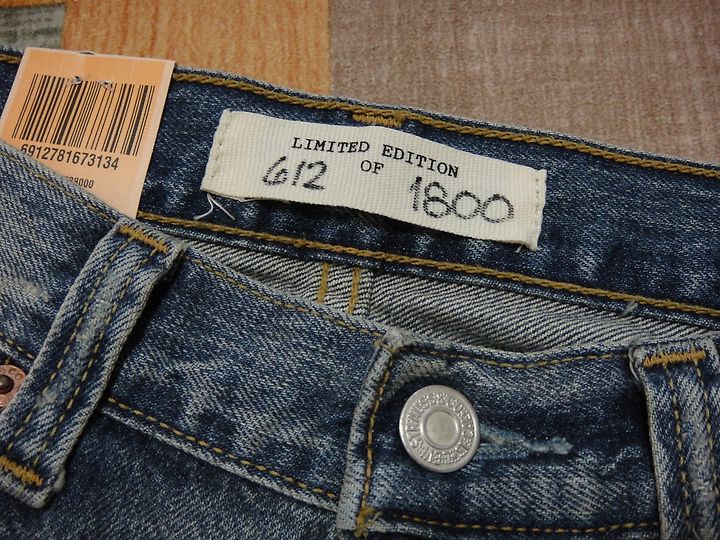 6912781673134
LIMITED EDITION
612 OF 1800